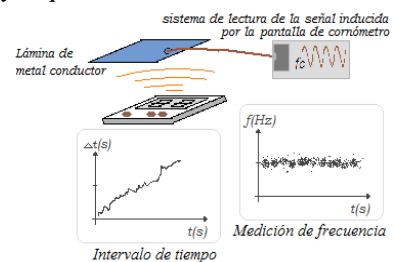 sistema de lectura de la señal inducida
por la pantalla de cornómetro
Lámina de
metal conductor
fc
△t(s)
t(s)
Intervalo de tiempo
f(Hz)
t(s)
Medición de frecuencia